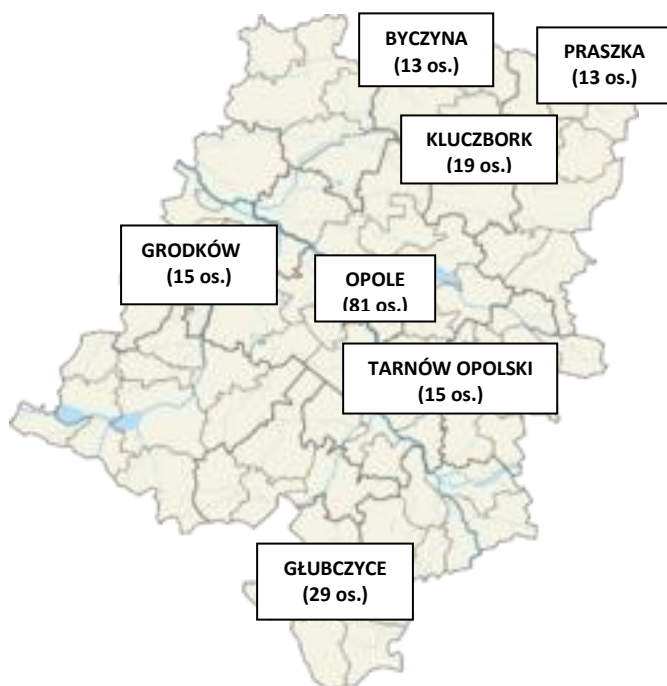 BYCZYNA
(13 os.)
PRASZKA
(13 os.)
KLUCZBORK
(19 os.)
GRODKÓW
(15 os.)
OPOLE
(81 os.)
TARNÓW OPOLSKI
(15 os.)
GŁUBCZYCE
(29 os.)